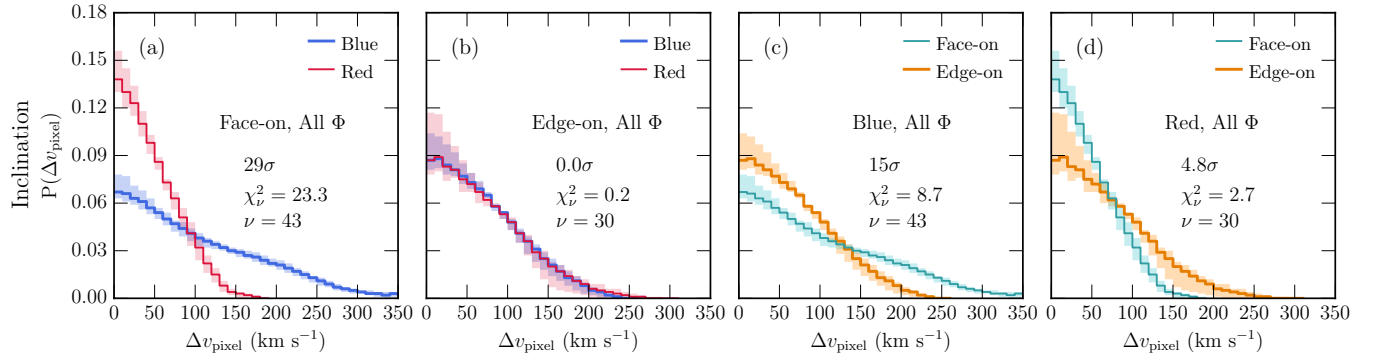 Inclination
P(Δv_pixel)
0.18
0.15
0.12
0.09
0.06
0.03
0.00
(a)
Blue
Red
Face-on, All Φ
29σ
χ²_ν = 23.3
ν = 43
0 50 100 150 200 250 300 350
Δv_pixel (km s⁻¹)
(b)
Blue
Red
Edge-on, All Φ
0.0σ
χ²_ν = 0.2
ν = 30
0 50 100 150 200 250 300 350
Δv_pixel (km s⁻¹)
(c)
Face-on
Edge-on
Blue, All Φ
15σ
χ²_ν = 8.7
ν = 43
0 50 100 150 200 250 300 350
Δv_pixel (km s⁻¹)
(d)
Face-on
Edge-on
Red, All Φ
4.8σ
χ²_ν = 2.7
ν = 30
0 50 100 150 200 250 300 350
Δv_pixel (km s⁻¹)